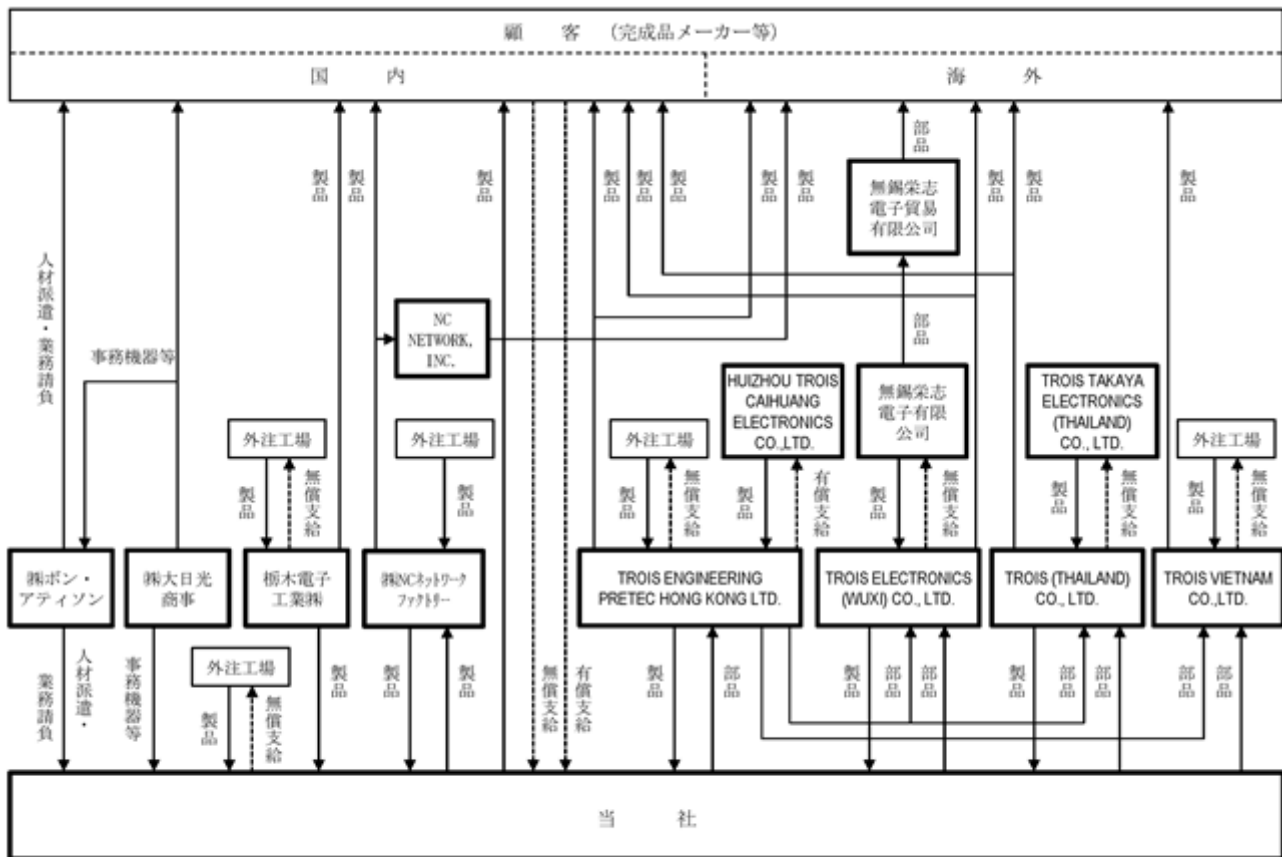 顧　客　（完成品メーカー等）
国　内
海　外
人材派遣・業務請負
事務機器等
製品
製品
製品
製品
製品
製品
製品
製品
部品
製品
製品
製品
無錫栄志
電子貿易
有限公司
部品
NC
NETWORK,
INC.
HUIZHOU TROIS
CAIHUANG
ELECTRONICS
CO.,LTD.
無錫栄志
電子有限
公司
TROIS TAKAYA
ELECTRONICS
(THAILAND)
CO., LTD.
外注工場
外注工場
外注工場
外注工場
製品
無償支給
製品
製品
無償支給
製品
有償支給
製品
無償支給
製品
無償支給
製品
無償支給
㈱ボン・
アティソン
㈱大日光
商事
栃木電子
工業㈱
㈱NCネットワーク
ファクトリー
TROIS ENGINEERING
PRETEC HONG KONG LTD.
TROIS ELECTRONICS
(WUXI) CO., LTD.
TROIS (THAILAND)
CO., LTD.
TROIS VIETNAM
CO.,LTD.
人材派遣・
業務請負
事務機器等
外注工場
製品
無償支給
製品
製品
製品
無償支給
有償支給
製品
部品
製品
部品
部品
製品
部品
部品
部品
部品
当　社